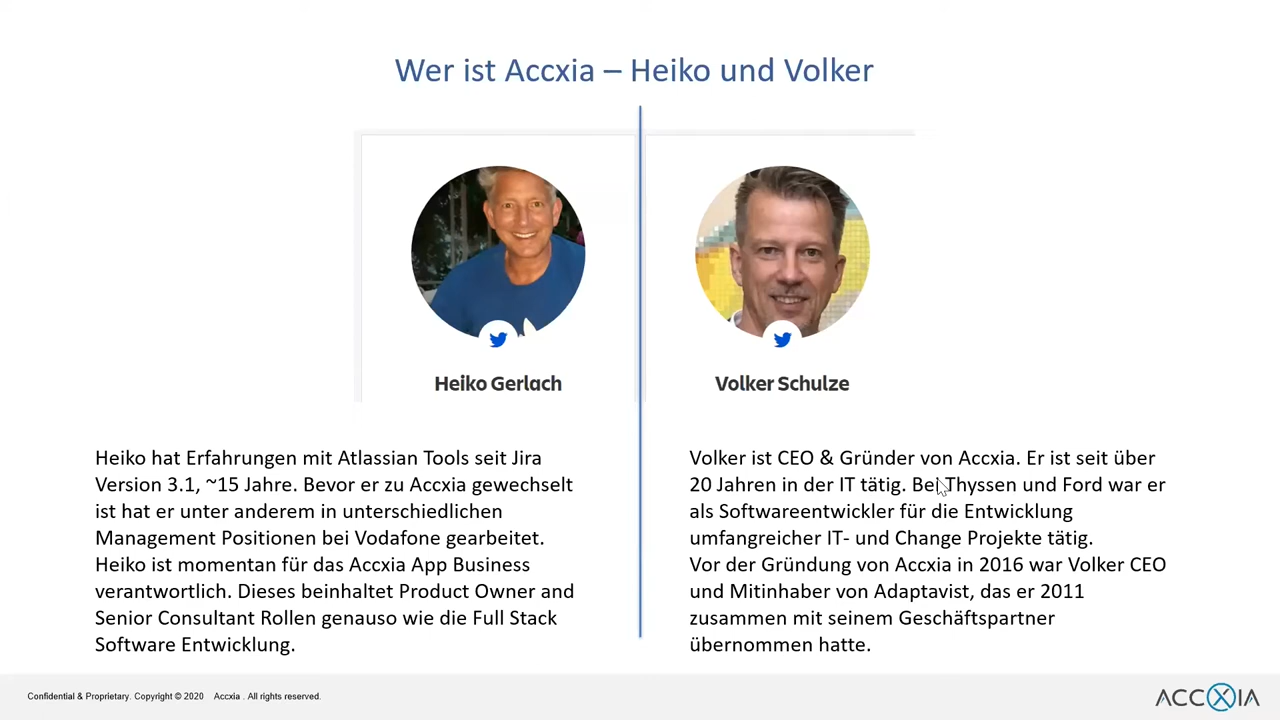 Wer ist Accxia – Heiko und Volker
Heiko Gerlach
Volker Schulze
Heiko hat Erfahrungen mit Atlassian Tools seit Jira
Version 3.1, ~15 Jahre. Bevor er zu Accxia gewechselt
ist hat er unter anderem in unterschiedlichen
Management Positionen bei Vodafone gearbeitet.
Heiko ist momentan für das Accxia App Business
verantwortlich. Dieses beinhaltet Product Owner and
Senior Consultant Rollen genauso wie die Full Stack
Software Entwicklung.
Volker ist CEO & Gründer von Accxia. Er ist seit über
20 Jahren in der IT tätig. Bei Thyssen und Ford war er
als Softwareentwickler für die Entwicklung
umfangreicher IT- und Change Projekte tätig.
Vor der Gründung von Accxia in 2016 war Volker CEO
und Mitinhaber von Adaptavist, das er 2011
zusammen mit seinem Geschäftspartner
übernommen hatte.
Confidential & Proprietary. Copyright © 2020 Accxia . All rights reserved.
ACCXIA